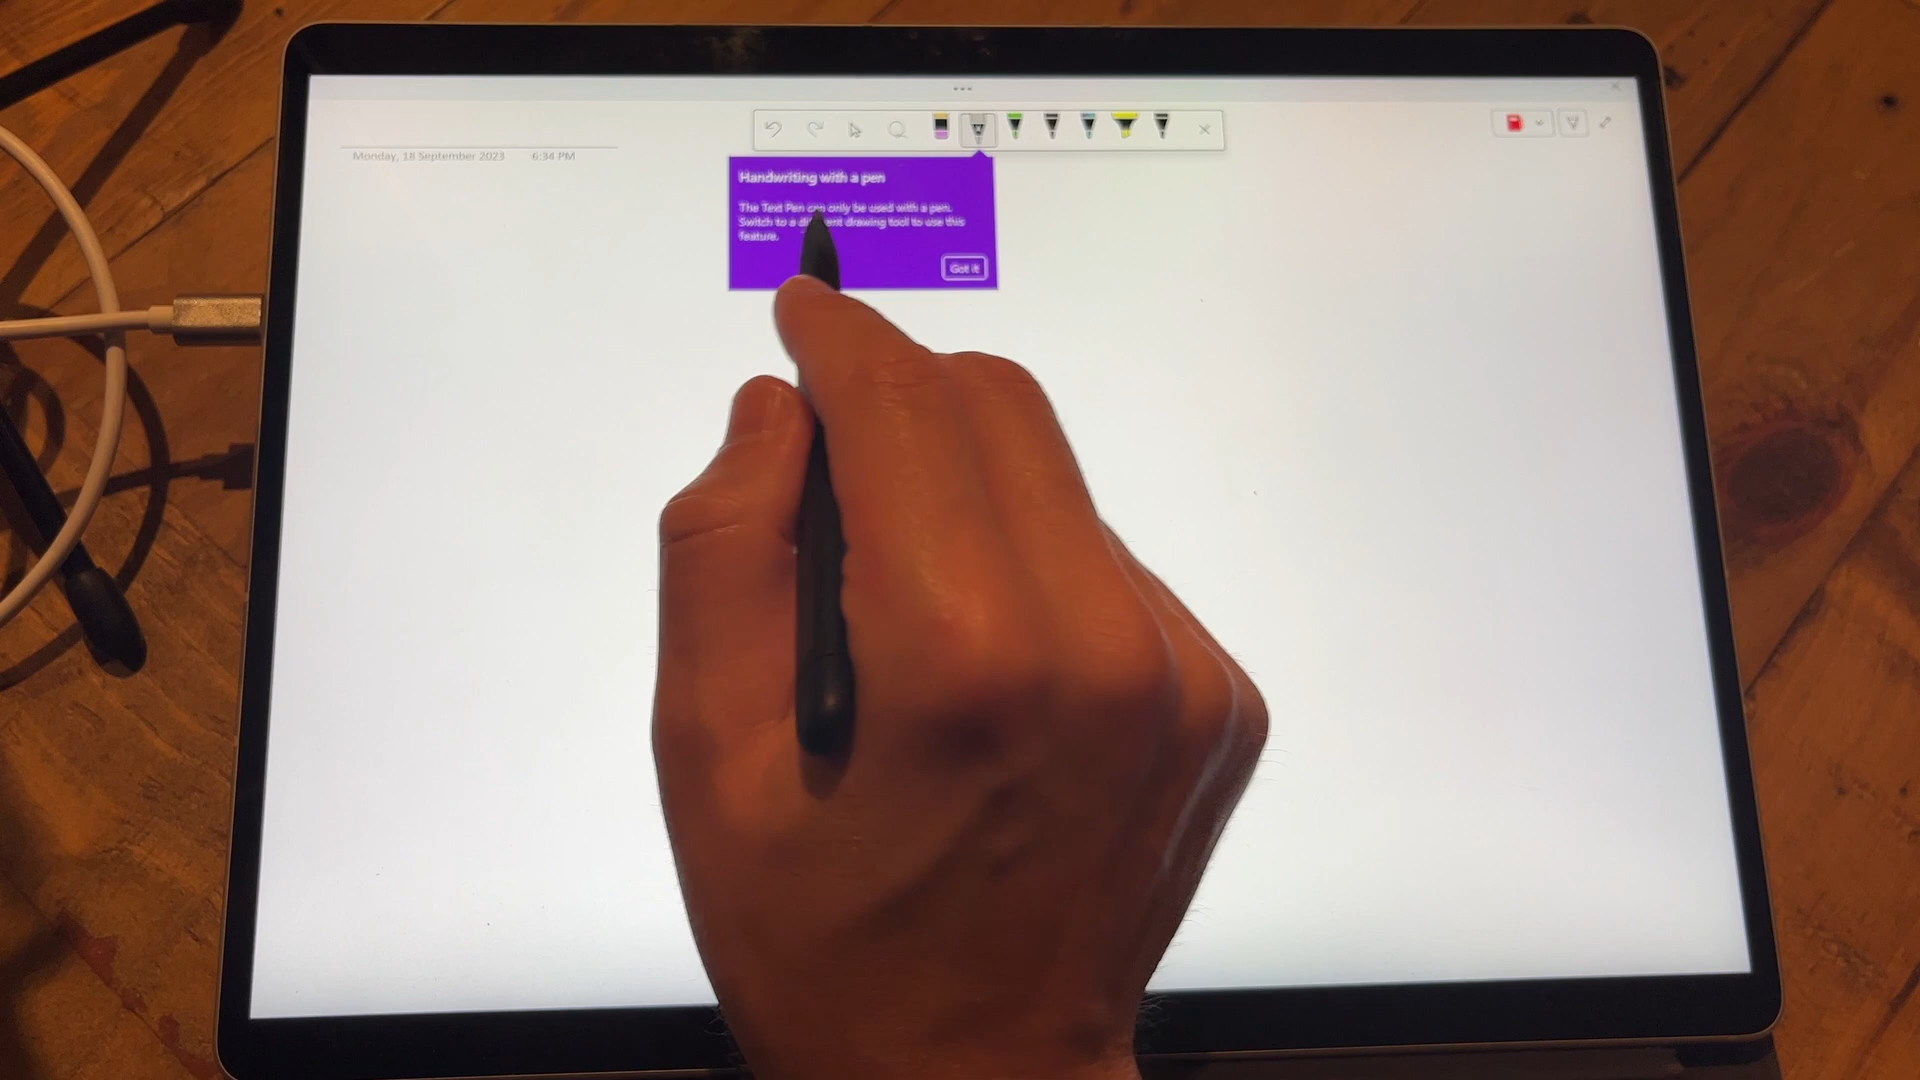 Monday, 18 September 2023 6:34 PM
Handwriting with a pen
The Text Pen can only be used with a pen.
Switch to a different drawing tool to use this
feature.
Got it